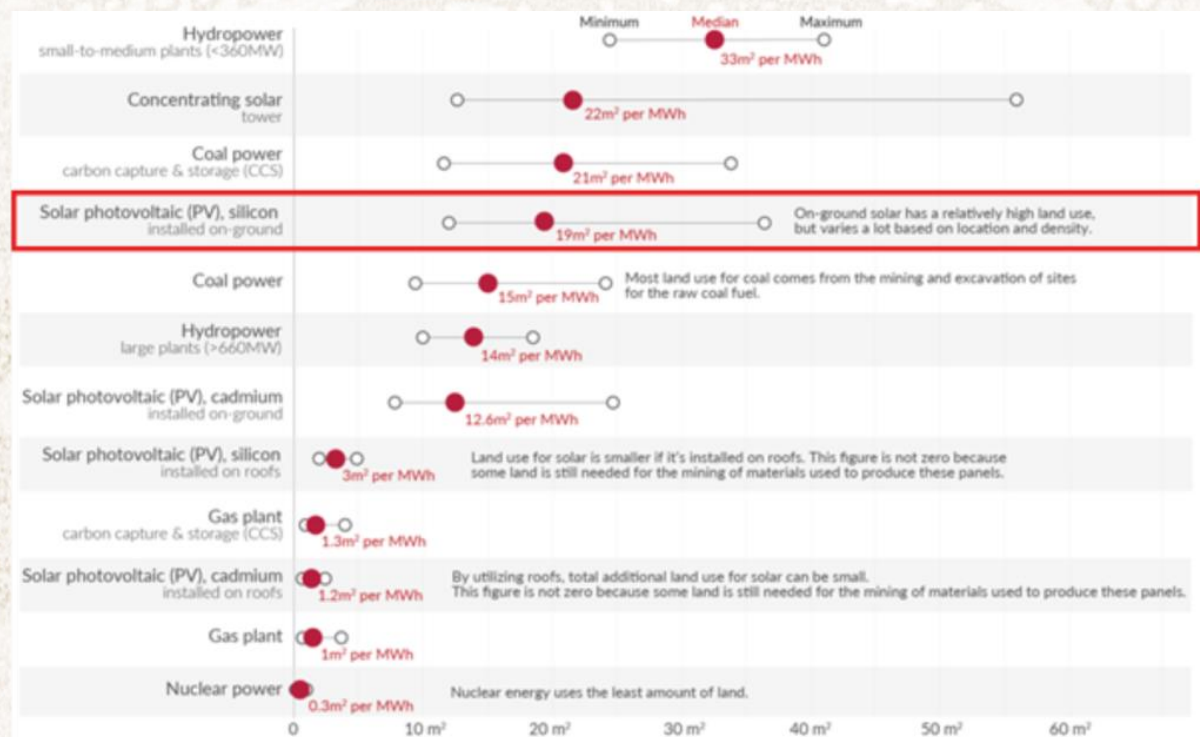 Minimum Median Maximum
Hydropower
small-to-medium plants (<360MW)
33m² per MWh
Concentrating solar
tower
22m² per MWh
Coal power
carbon capture & storage (CCS)
21m² per MWh
Solar photovoltaic (PV), silicon
installed on-ground
19m² per MWh
On-ground solar has a relatively high land use,
but varies a lot based on location and density.
Coal power
15m² per MWh
Most land use for coal comes from the mining and excavation of sites
for the raw coal fuel.
Hydropower
large plants (>660MW)
14m² per MWh
Solar photovoltaic (PV), cadmium
installed on-ground
12.6m² per MWh
Solar photovoltaic (PV), silicon
installed on roofs
3m² per MWh
Land use for solar is smaller if it's installed on roofs. This figure is not zero because
some land is still needed for the mining of materials used to produce these panels.
Gas plant
carbon capture & storage (CCS)
1.3m² per MWh
Solar photovoltaic (PV), cadmium
installed on roofs
1.2m² per MWh
By utilizing roofs, total additional land use for solar can be small.
This figure is not zero because some land is still needed for the mining of materials used to produce these panels.
Gas plant
1m² per MWh
Nuclear power
0.3m² per MWh
Nuclear energy uses the least amount of land.
0 10 m² 20 m² 30 m² 40 m² 50 m² 60 m²